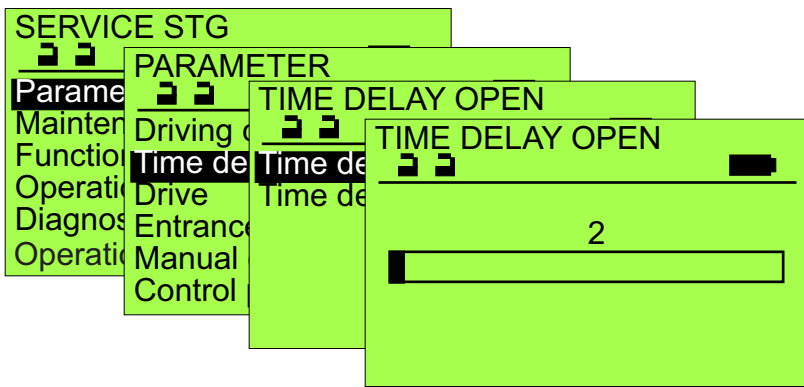 SERVICE STG
Parame
Mainten
Function
Operati
Diagnos
Operati
PARAMETER
Driving
Time de
Drive
Entrance
Manual
Control
TIME DELAY OPEN
Time de
Time de
TIME DELAY OPEN
2